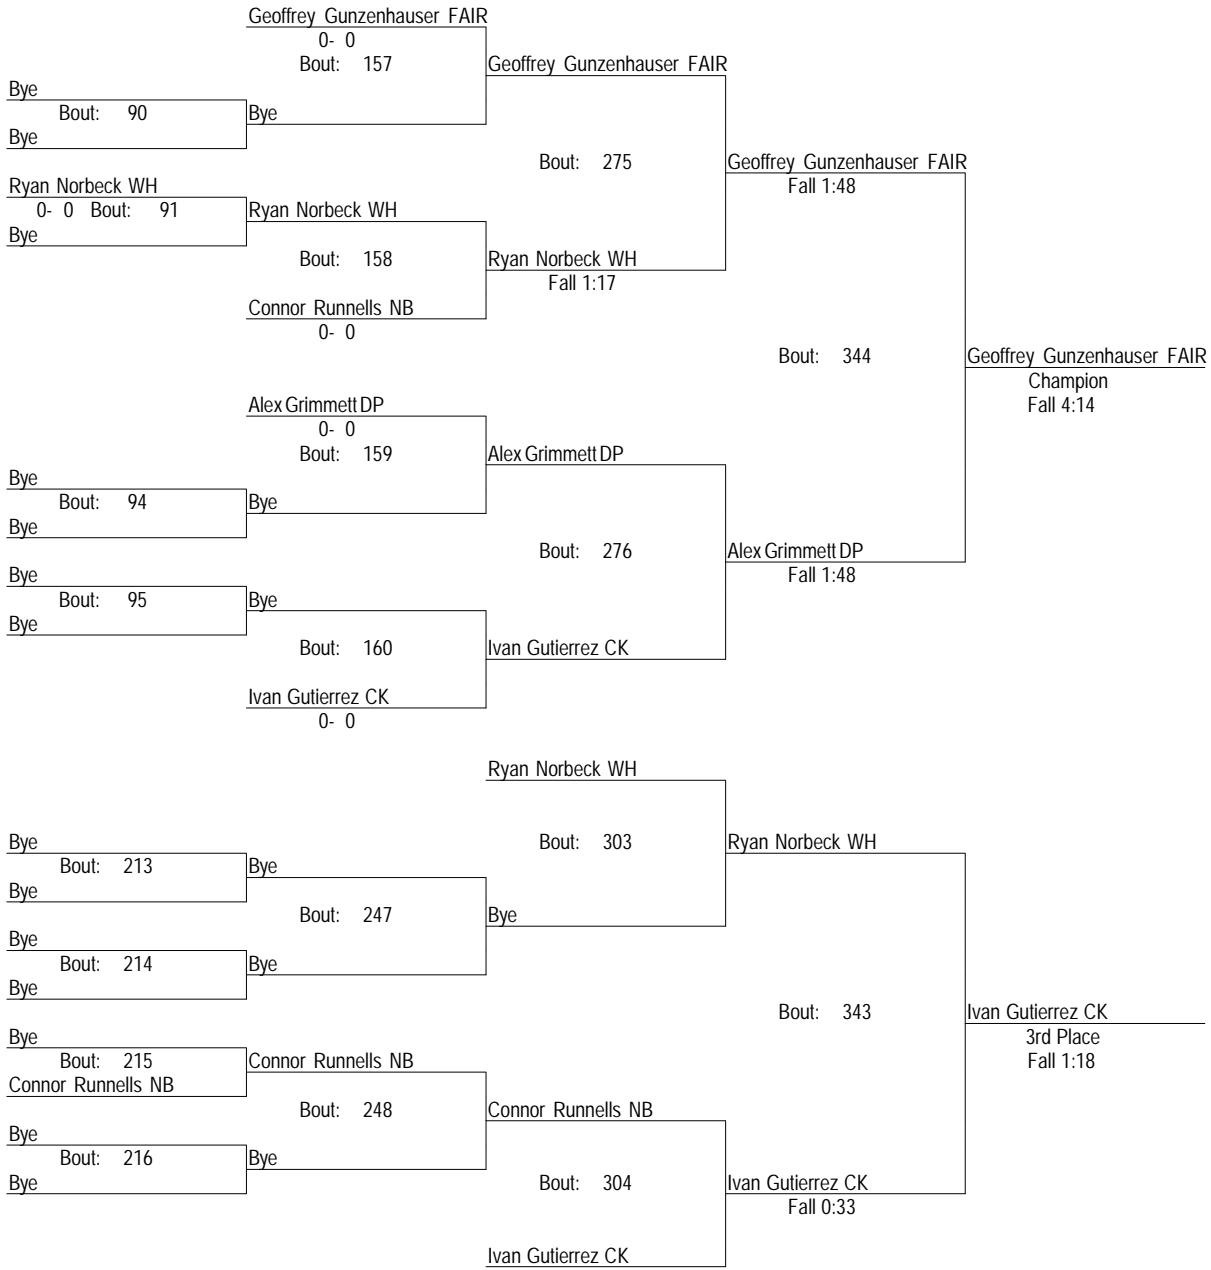 Geoffrey Gunzenhauser FAIR
0- 0
Bout: 157
Geoffrey Gunzenhauser FAIR
Bye
Bout: 90
Bye
Bye
Bout: 275
Geoffrey Gunzenhauser FAIR
Fall 1:48
Ryan Norbeck WH
0- 0 Bout: 91
Ryan Norbeck WH
Bye
Bout: 158
Ryan Norbeck WH
Fall 1:17
Connor Runnells NB
0- 0
Bout: 344
Geoffrey Gunzenhauser FAIR
Champion
Fall 4:14
Alex Grimmett DP
0- 0
Bout: 159
Alex Grimmett DP
Bye
Bout: 94
Bye
Bye
Bout: 276
Alex Grimmett DP
Fall 1:48
Bye
Bout: 95
Bye
Bye
Bout: 160
Ivan Gutierrez CK
Ivan Gutierrez CK
0- 0
Ryan Norbeck WH
Bye
Bout: 303
Ryan Norbeck WH
Bout: 213
Bye
Bye
Bout: 247
Bye
Bye
Bout: 214
Bye
Bye
Bout: 343
Ivan Gutierrez CK
3rd Place
Fall 1:18
Bye
Bout: 215
Connor Runnells NB
Connor Runnells NB
Bout: 248
Connor Runnells NB
Bye
Bout: 216
Bye
Bye
Bout: 304
Ivan Gutierrez CK
Fall 0:33
Ivan Gutierrez CK